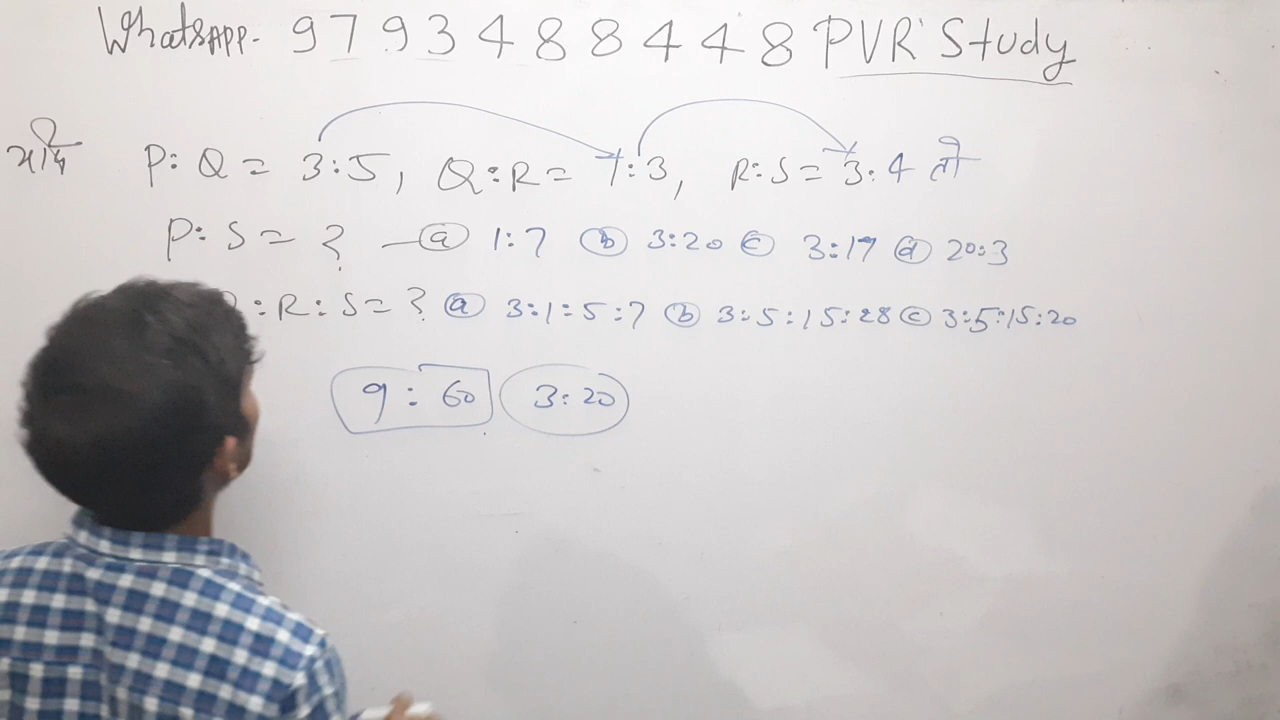 WhatsAPP- 9793488448 PVR Study
यदि P:Q = 3:5, Q:R = 1:3, R:S = 3:4 तो
P:S = ? — (a) 1:7 (b) 3:20 (c) 3:17 (d) 20:3
:R:S = ? (a) 3:1:5:7 (b) 3:5:15:28 (c) 3:5:15:20
9:60 3:20